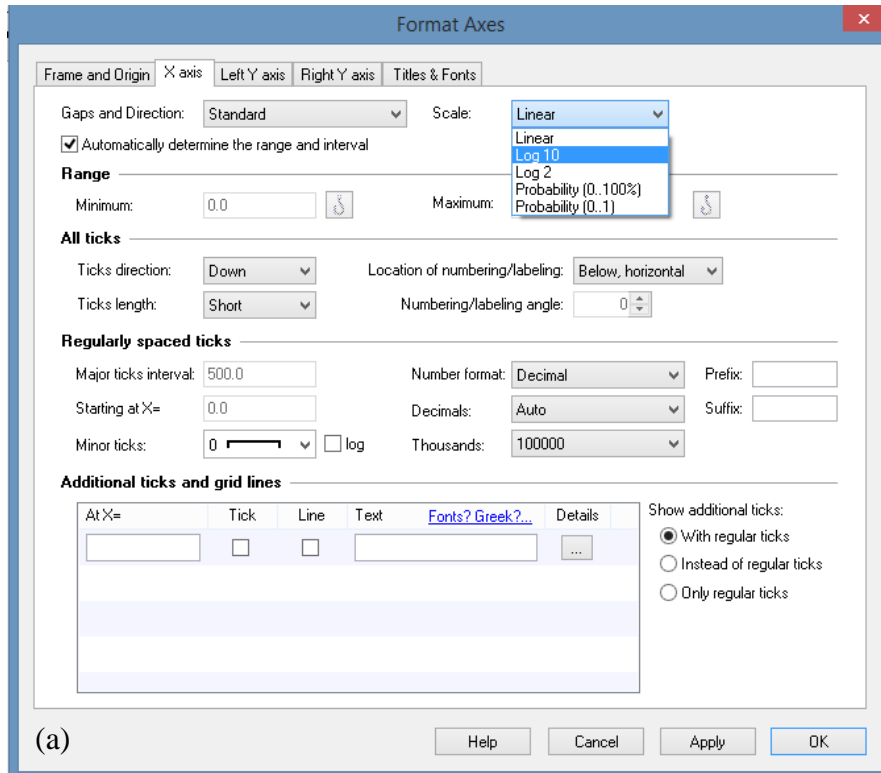 Format Axes
Frame and Origin X axis Left Y axis Right Y axis Titles & Fonts
Gaps and Direction: Standard Scale: Linear
Automatically determine the range and interval
Linear
Log 10
Log 2
Probability (0..100%)
Probability (0..1)
Range
Minimum: 0.0 Maximum:
All ticks
Ticks direction: Down Location of numbering/labeling: Below, horizontal
Ticks length: Short Numbering/labeling angle: 0
Regularly spaced ticks
Major ticks interval: 500.0 Number format: Decimal Prefix:
Starting at X= 0.0 Decimals: Auto Suffix:
Minor ticks: 0 log Thousands: 100000
Additional ticks and grid lines
At X= Tick Line Text Fonts? Greek?... Details
...
Show additional ticks:
With regular ticks
Instead of regular ticks
Only regular ticks
(a)
Help Cancel Apply OK